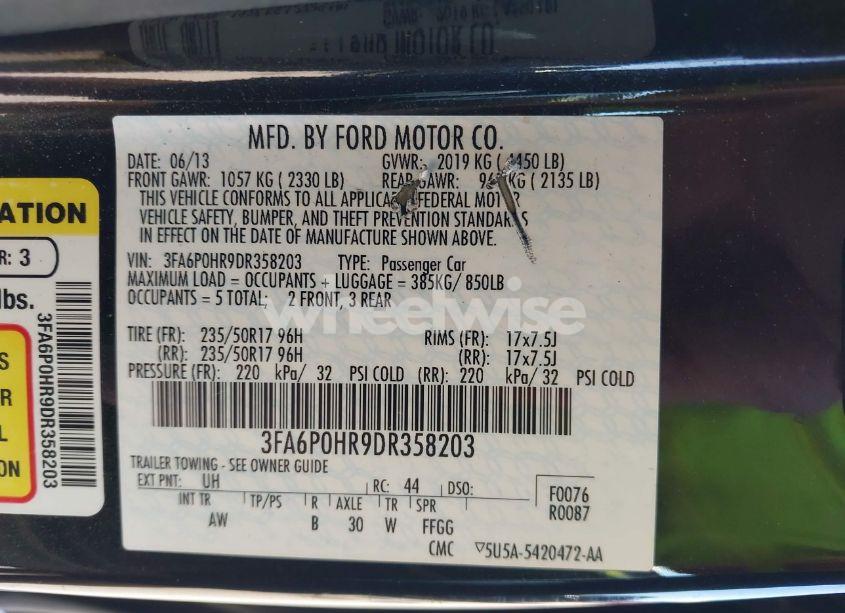 MFD. BY FORD MOTOR CO.
DATE: 06/13 GVWR: 2019 KG ( 4450 LB)
FRONT GAWR: 1057 KG ( 2330 LB) REAR GAWR: KG ( 2135 LB)
THIS VEHICLE CONFORMS TO ALL FEDERAL MOTOR
VEHICLE SAFETY, BUMPER, AND THEFT PREVENTION STANDARDS
IN EFFECT ON THE DATE OF MANUFACTURE SHOWN ABOVE.
VIN: 3FA6P0HR9DR358203 TYPE: Passenger Car
MAXIMUM LOAD = OCCUPANTS + LUGGAGE = 385KG/ 850LB
OCCUPANTS = 5 TOTAL; 2 FRONT, 3 REAR
wheelwise
TIRE (FR): 235/50R17 96H RIMS (FR): 17x7.5J
(RR): 235/50R17 96H (RR): 17x7.5J
PRESSURE (FR): 220 kPa/ 32 PSI COLD (RR): 220 kPa/ 32 PSI COLD
3FA6P0HR9DR358203
TRAILER TOWING - SEE OWNER GUIDE
EXT PNT: UH RC: 44 DSO:
INT TR TP/PS R AXLE TR SPR
AW B 30 W FFGG
F0076
R0087
CMC ▽5U5A-5420472-AA
ATION
R: 3
lbs.
3FA6P0HR9DR358203
S
R
L
ON